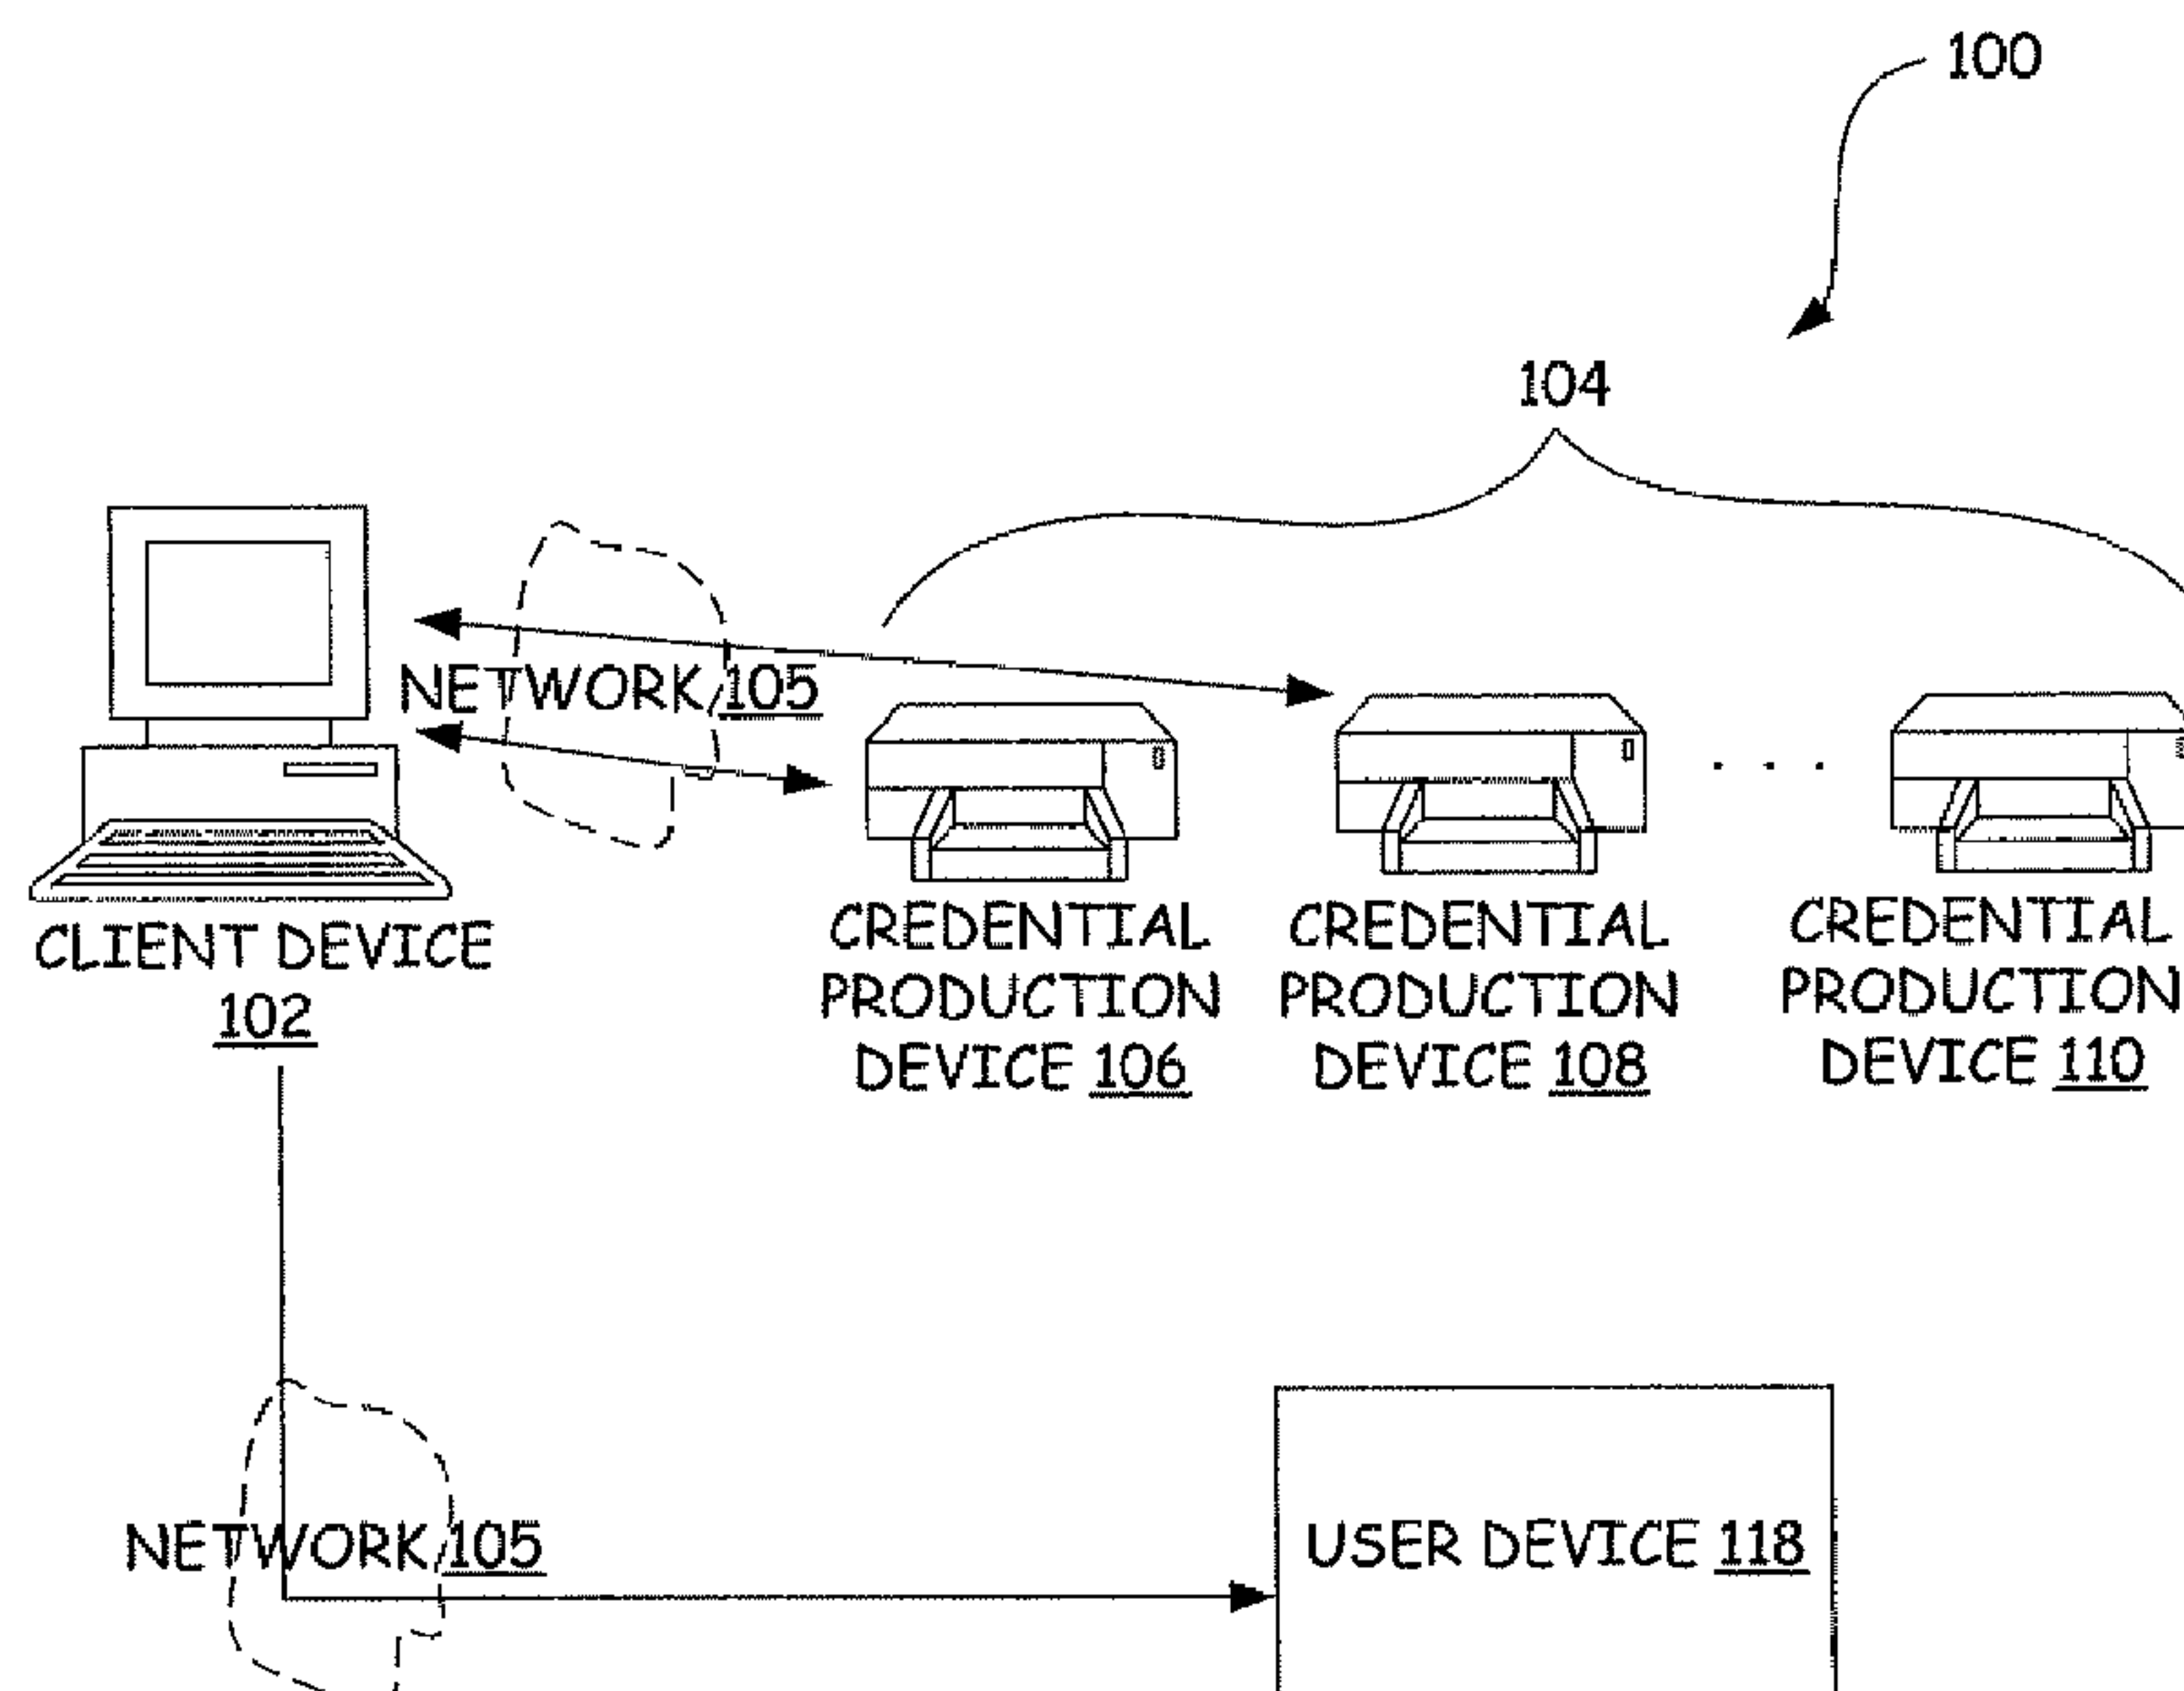 100
104
NETWORK 105
CLIENT DEVICE
102
CREDENTIAL
PRODUCTION
DEVICE 106
CREDENTIAL
PRODUCTION
DEVICE 108
. . .
CREDENTIAL
PRODUCTION
DEVICE 110
NETWORK 105
USER DEVICE 118